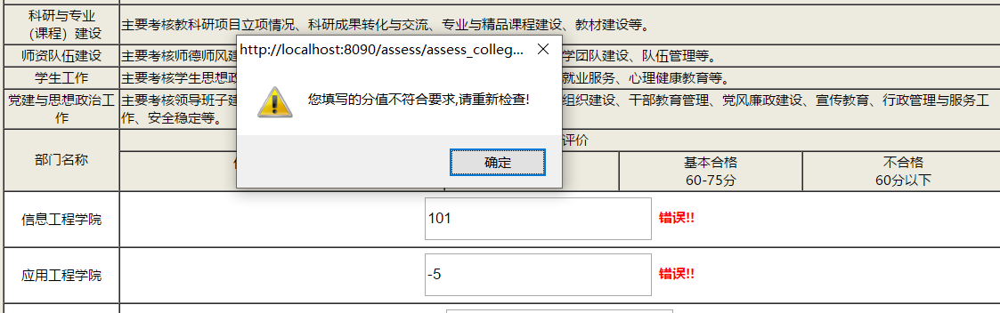 科研与专业
（课程）建设
主要考核教科研项目立项情况、科研成果转化与交流、专业与精品课程建设、教材建设等。
http://localhost:8090/assess/assess_colleg...
师资队伍建设
主要考核师德师风建
学团队建设、队伍管理等。
学生工作
主要考核学生思想政
就业服务、心理健康教育等。
党建与思想政治工
作
主要考核领导班子建
组织建设、干部教育管理、党风廉政建设、宣传教育、行政管理与服务工
作、安全稳定等。
您填写的分值不符合要求,请重新检查!
确定
部门名称
评价
基本合格
60-75分
不合格
60分以下
信息工程学院
101
错误!!
应用工程学院
-5
错误!!